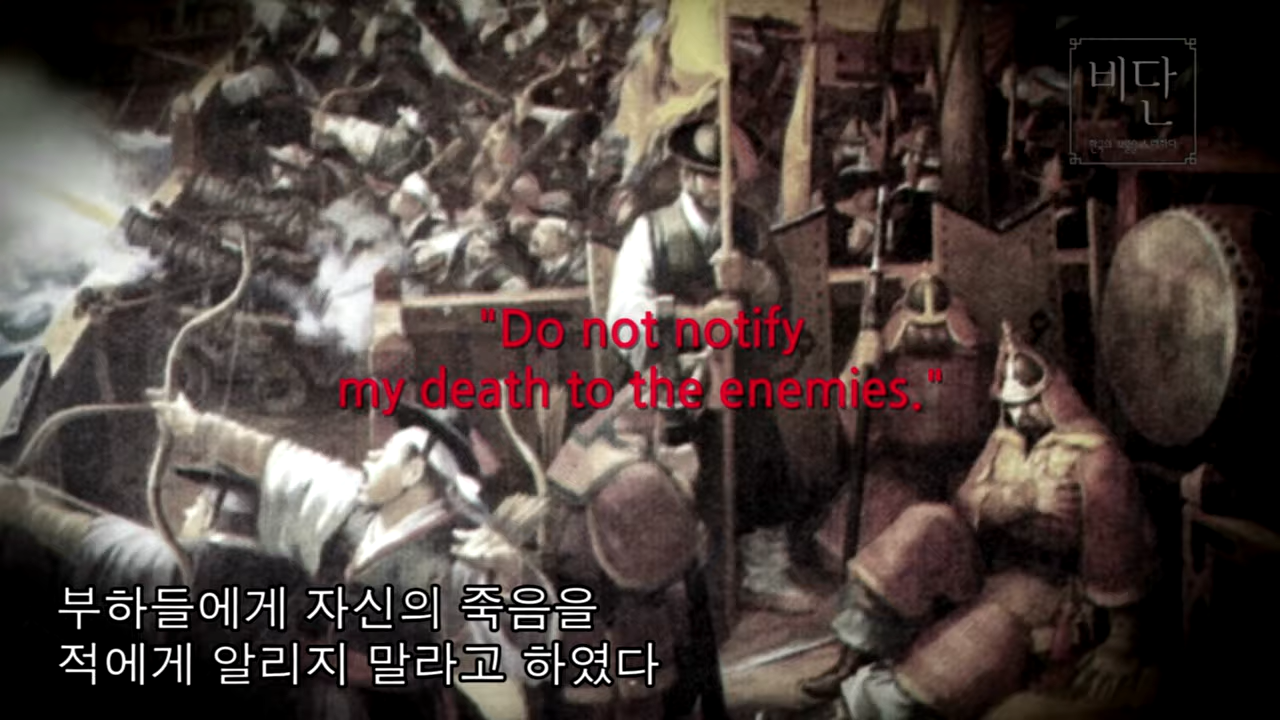 비단
"Do not notify
my death to the enemies."
부하들에게 자신의 죽음을
적에게 알리지 말라고 하였다